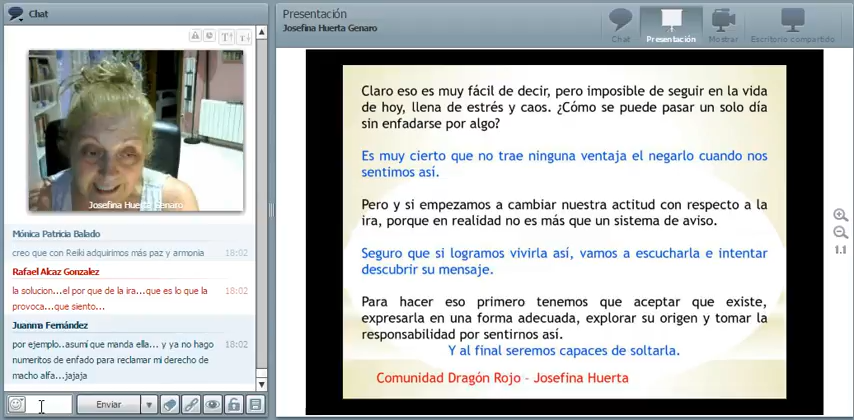 Chat
Josefina Huerta Genaro
Mónica Patricia Balado
creo que con Reiki adquirimos más paz y armonia 18:02
Rafael Alcaz Gonzalez
la solucion...el por que de la ira...que es lo que la 18:02
provoca...que siento...
Juanma Fernández
por ejemplo..asumí que manda ella... y ya no hago 18:02
numeritos de enfado para reclamar mi derecho de
macho alfa...jajaja
Enviar
Presentación
Josefina Huerta Genaro
Chat
Presentación
Mostrar
Escritorio compartido
Claro eso es muy fácil de decir, pero imposible de seguir en la vida
de hoy, llena de estrés y caos. ¿Cómo se puede pasar un solo día
sin enfadarse por algo?
Es muy cierto que no trae ninguna ventaja el negarlo cuando nos
sentimos así.
Pero y si empezamos a cambiar nuestra actitud con respecto a la
ira, porque en realidad no es más que un sistema de aviso.
Seguro que si logramos vivirla así, vamos a escucharla e intentar
descubrir su mensaje.
Para hacer eso primero tenemos que aceptar que existe,
expresarla en una forma adecuada, explorar su origen y tomar la
responsabilidad por sentirnos así.
Y al final seremos capaces de soltarla.
Comunidad Dragón Rojo - Josefina Huerta
1.1